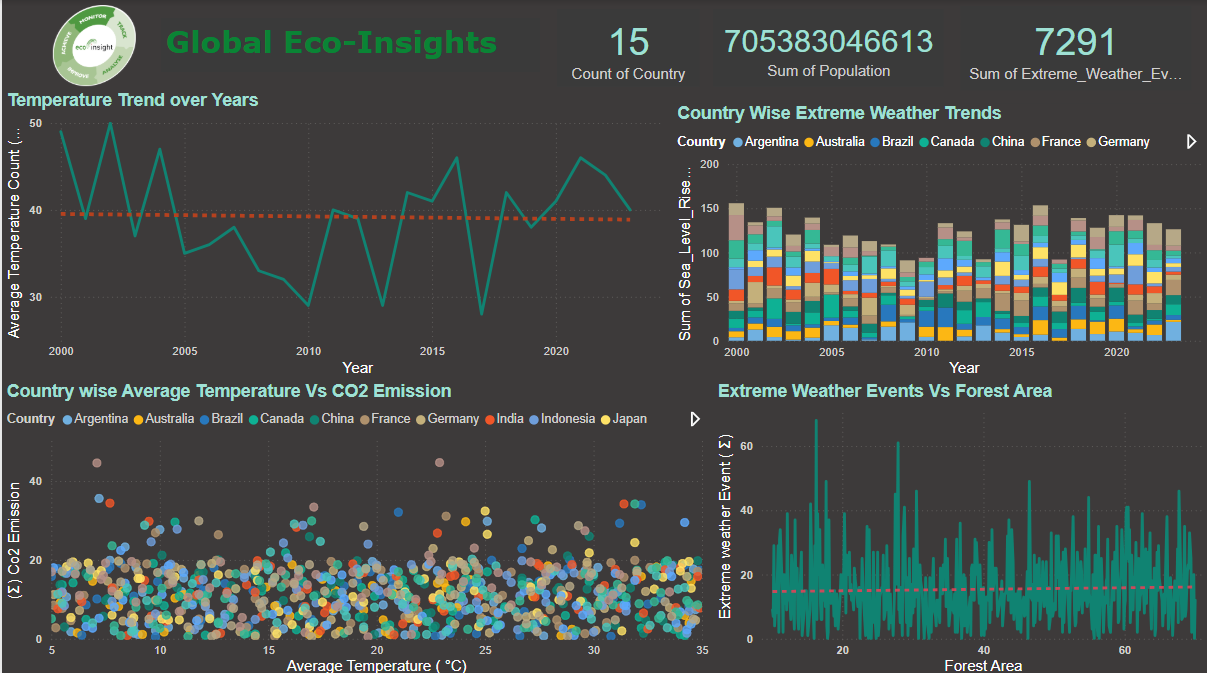 MONITOR
TRACK
ANALYSE
IMPROVE
ACHIEVE
eco insight
Global Eco-Insights
15
Count of Country
705383046613
Sum of Population
7291
Sum of Extreme_Weather_Ev...
Temperature Trend over Years
Average Temperature Count (...
50
40
30
2000
2005
2010
2015
2020
Year
Country Wise Extreme Weather Trends
Country Argentina Australia Brazil Canada China France Germany
Sum of Sea_Level_Rise...
200
150
100
50
0
2000
2005
2010
2015
2020
Year
Country wise Average Temperature Vs CO2 Emission
Country Argentina Australia Brazil Canada China France Germany India Indonesia Japan
(Σ) CO2 Emission
40
20
0
5
10
15
20
25
30
35
Average Temperature ( °C)
Extreme Weather Events Vs Forest Area
Extreme weather Event ( Σ)
60
40
20
0
20
40
60
Forest Area